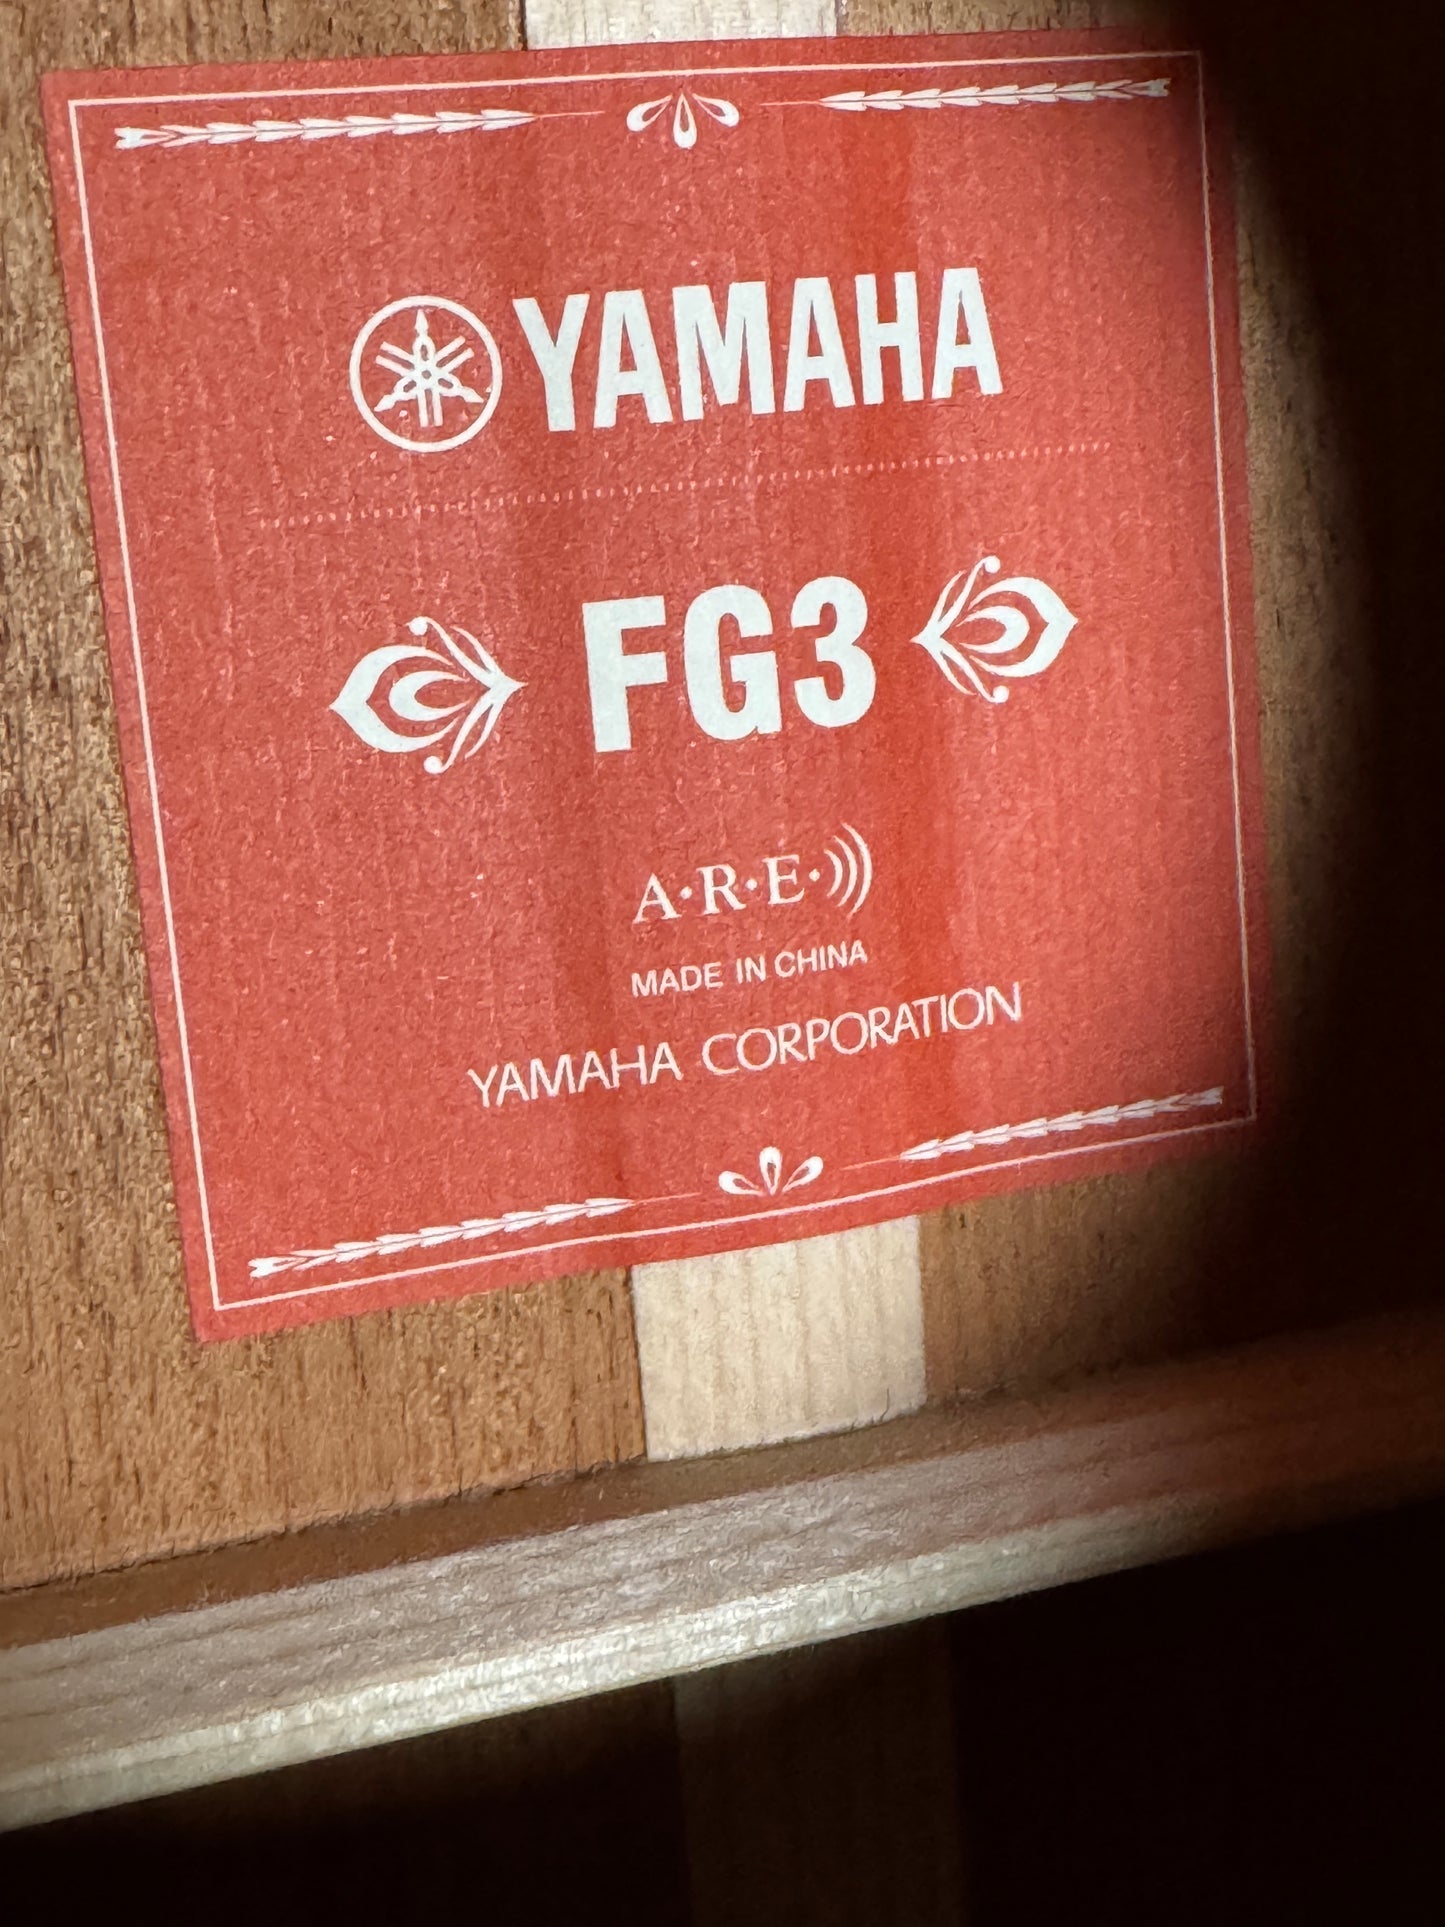 YAMAHA
FG3
A·R·E·)))
MADE IN CHINA
YAMAHA CORPORATION